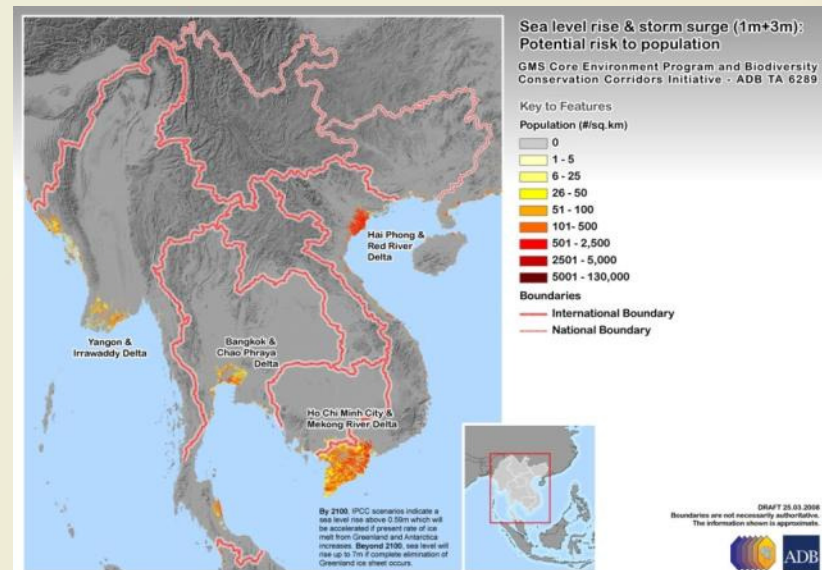 Sea level rise & storm surge (1m+3m):
Potential risk to population
GMS Core Environment Program and Biodiversity
Conservation Corridors Initiative - ADB TA 6289
Key to Features
Population (#/sq.km)
0
1 - 5
6 - 25
26 - 50
51 - 100
101- 500
501 - 2,500
2501 - 5,000
5001 - 130,000
Boundaries
International Boundary
National Boundary
Hai Phong &
Red River
Delta
Yangon &
Irrawaddy Delta
Bangkok &
Chao Phraya
Delta
Ho Chi Minh City &
Mekong River Delta
By 2100, IPCC scenarios indicate a
sea level rise above 0.59m which will
be accelerated if present rate of ice
melt from Greenland and Antarctica
increases. Beyond 2100, sea level will
rise up to 7m if complete elimination of
Greenland ice sheet occurs.
DRAFT 25.03.2008
Boundaries are not necessarily authoritative.
The information shown is approximate.
ADB